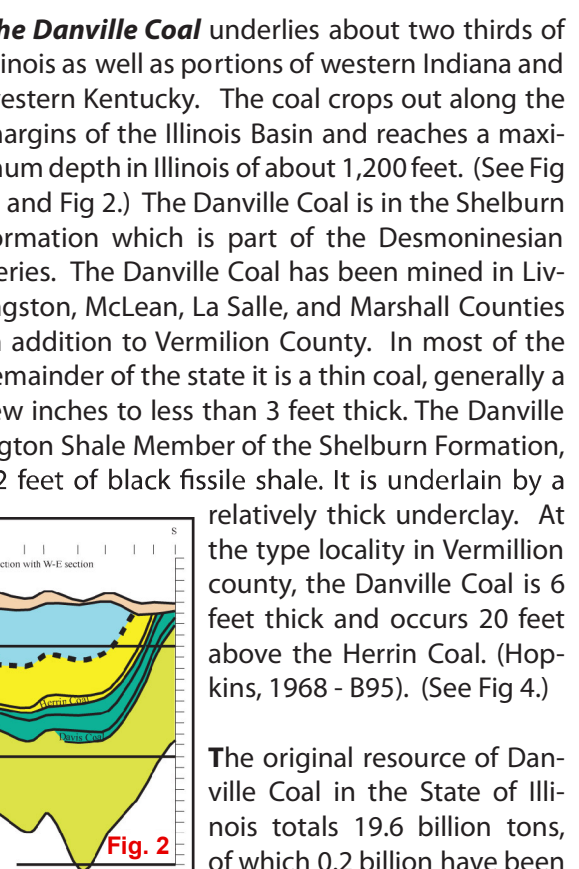 he Danville Coal underlies about two thirds of
linois as well as portions of western Indiana and
estern Kentucky. The coal crops out along the
argins of the Illinois Basin and reaches a maxi-
um depth in Illinois of about 1,200 feet. (See Fig
and Fig 2.) The Danville Coal is in the Shelburn
ormation which is part of the Desmoninesian
eries. The Danville Coal has been mined in Liv-
ngston, McLean, La Salle, and Marshall Counties
addition to Vermilion County. In most of the
emainder of the state it is a thin coal, generally a
ew inches to less than 3 feet thick. The Danville
gton Shale Member of the Shelburn Formation,
2 feet of black fissile shale. It is underlain by a
relatively thick underclay. At
the type locality in Vermillion
county, the Danville Coal is 6
feet thick and occurs 20 feet
above the Herrin Coal. (Hop-
kins, 1968 - B95). (See Fig 4.)
The original resource of Dan-
ville Coal in the State of Illi-
nois totals 19.6 billion tons,
of which 0.2 billion have been
S
ction with W-E section
Herrin Coal
Davis Coal
Fig. 2